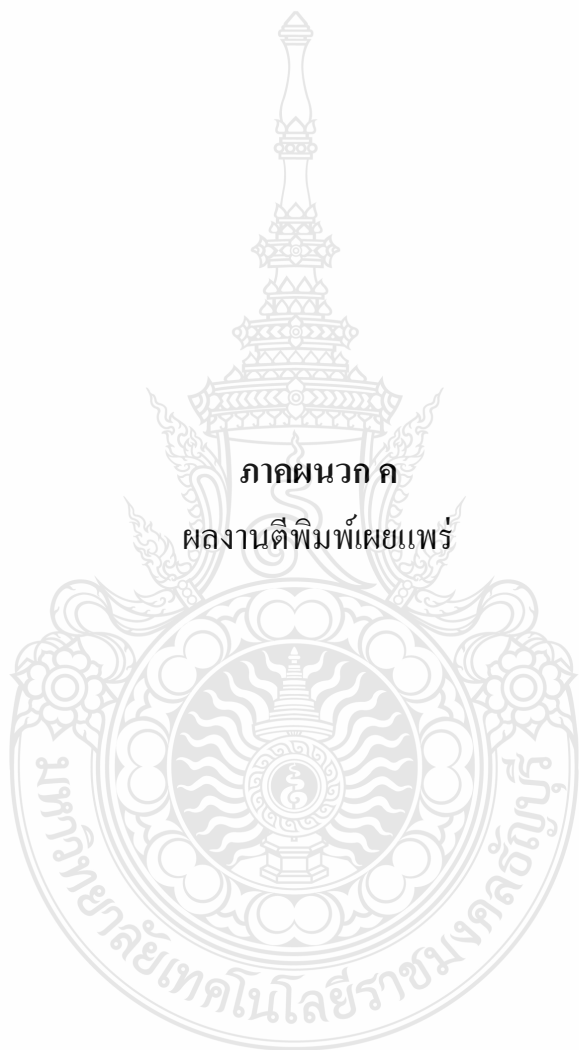 ภาคผนวก ค
ผลงานตีพิมพ์เผยแพร่
มหาวิทยาลัยเทคโนโลยีราชมงคลธัญบุรี